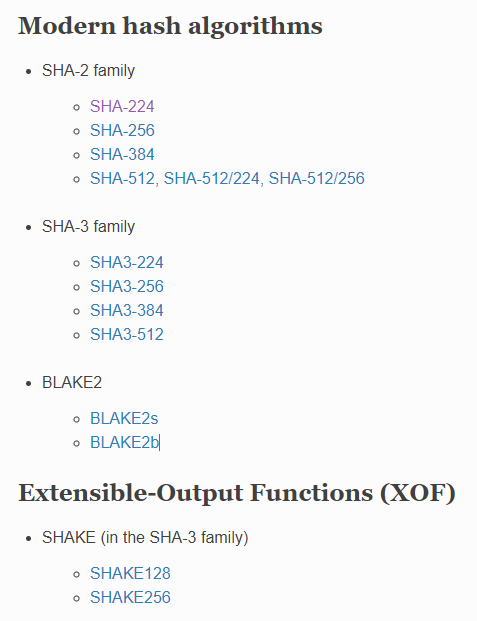 Modern hash algorithms
SHA-2 family
SHA-224
SHA-256
SHA-384
SHA-512, SHA-512/224, SHA-512/256
SHA-3 family
SHA3-224
SHA3-256
SHA3-384
SHA3-512
BLAKE2
BLAKE2s
BLAKE2b
Extensible-Output Functions (XOF)
SHAKE (in the SHA-3 family)
SHAKE128
SHAKE256